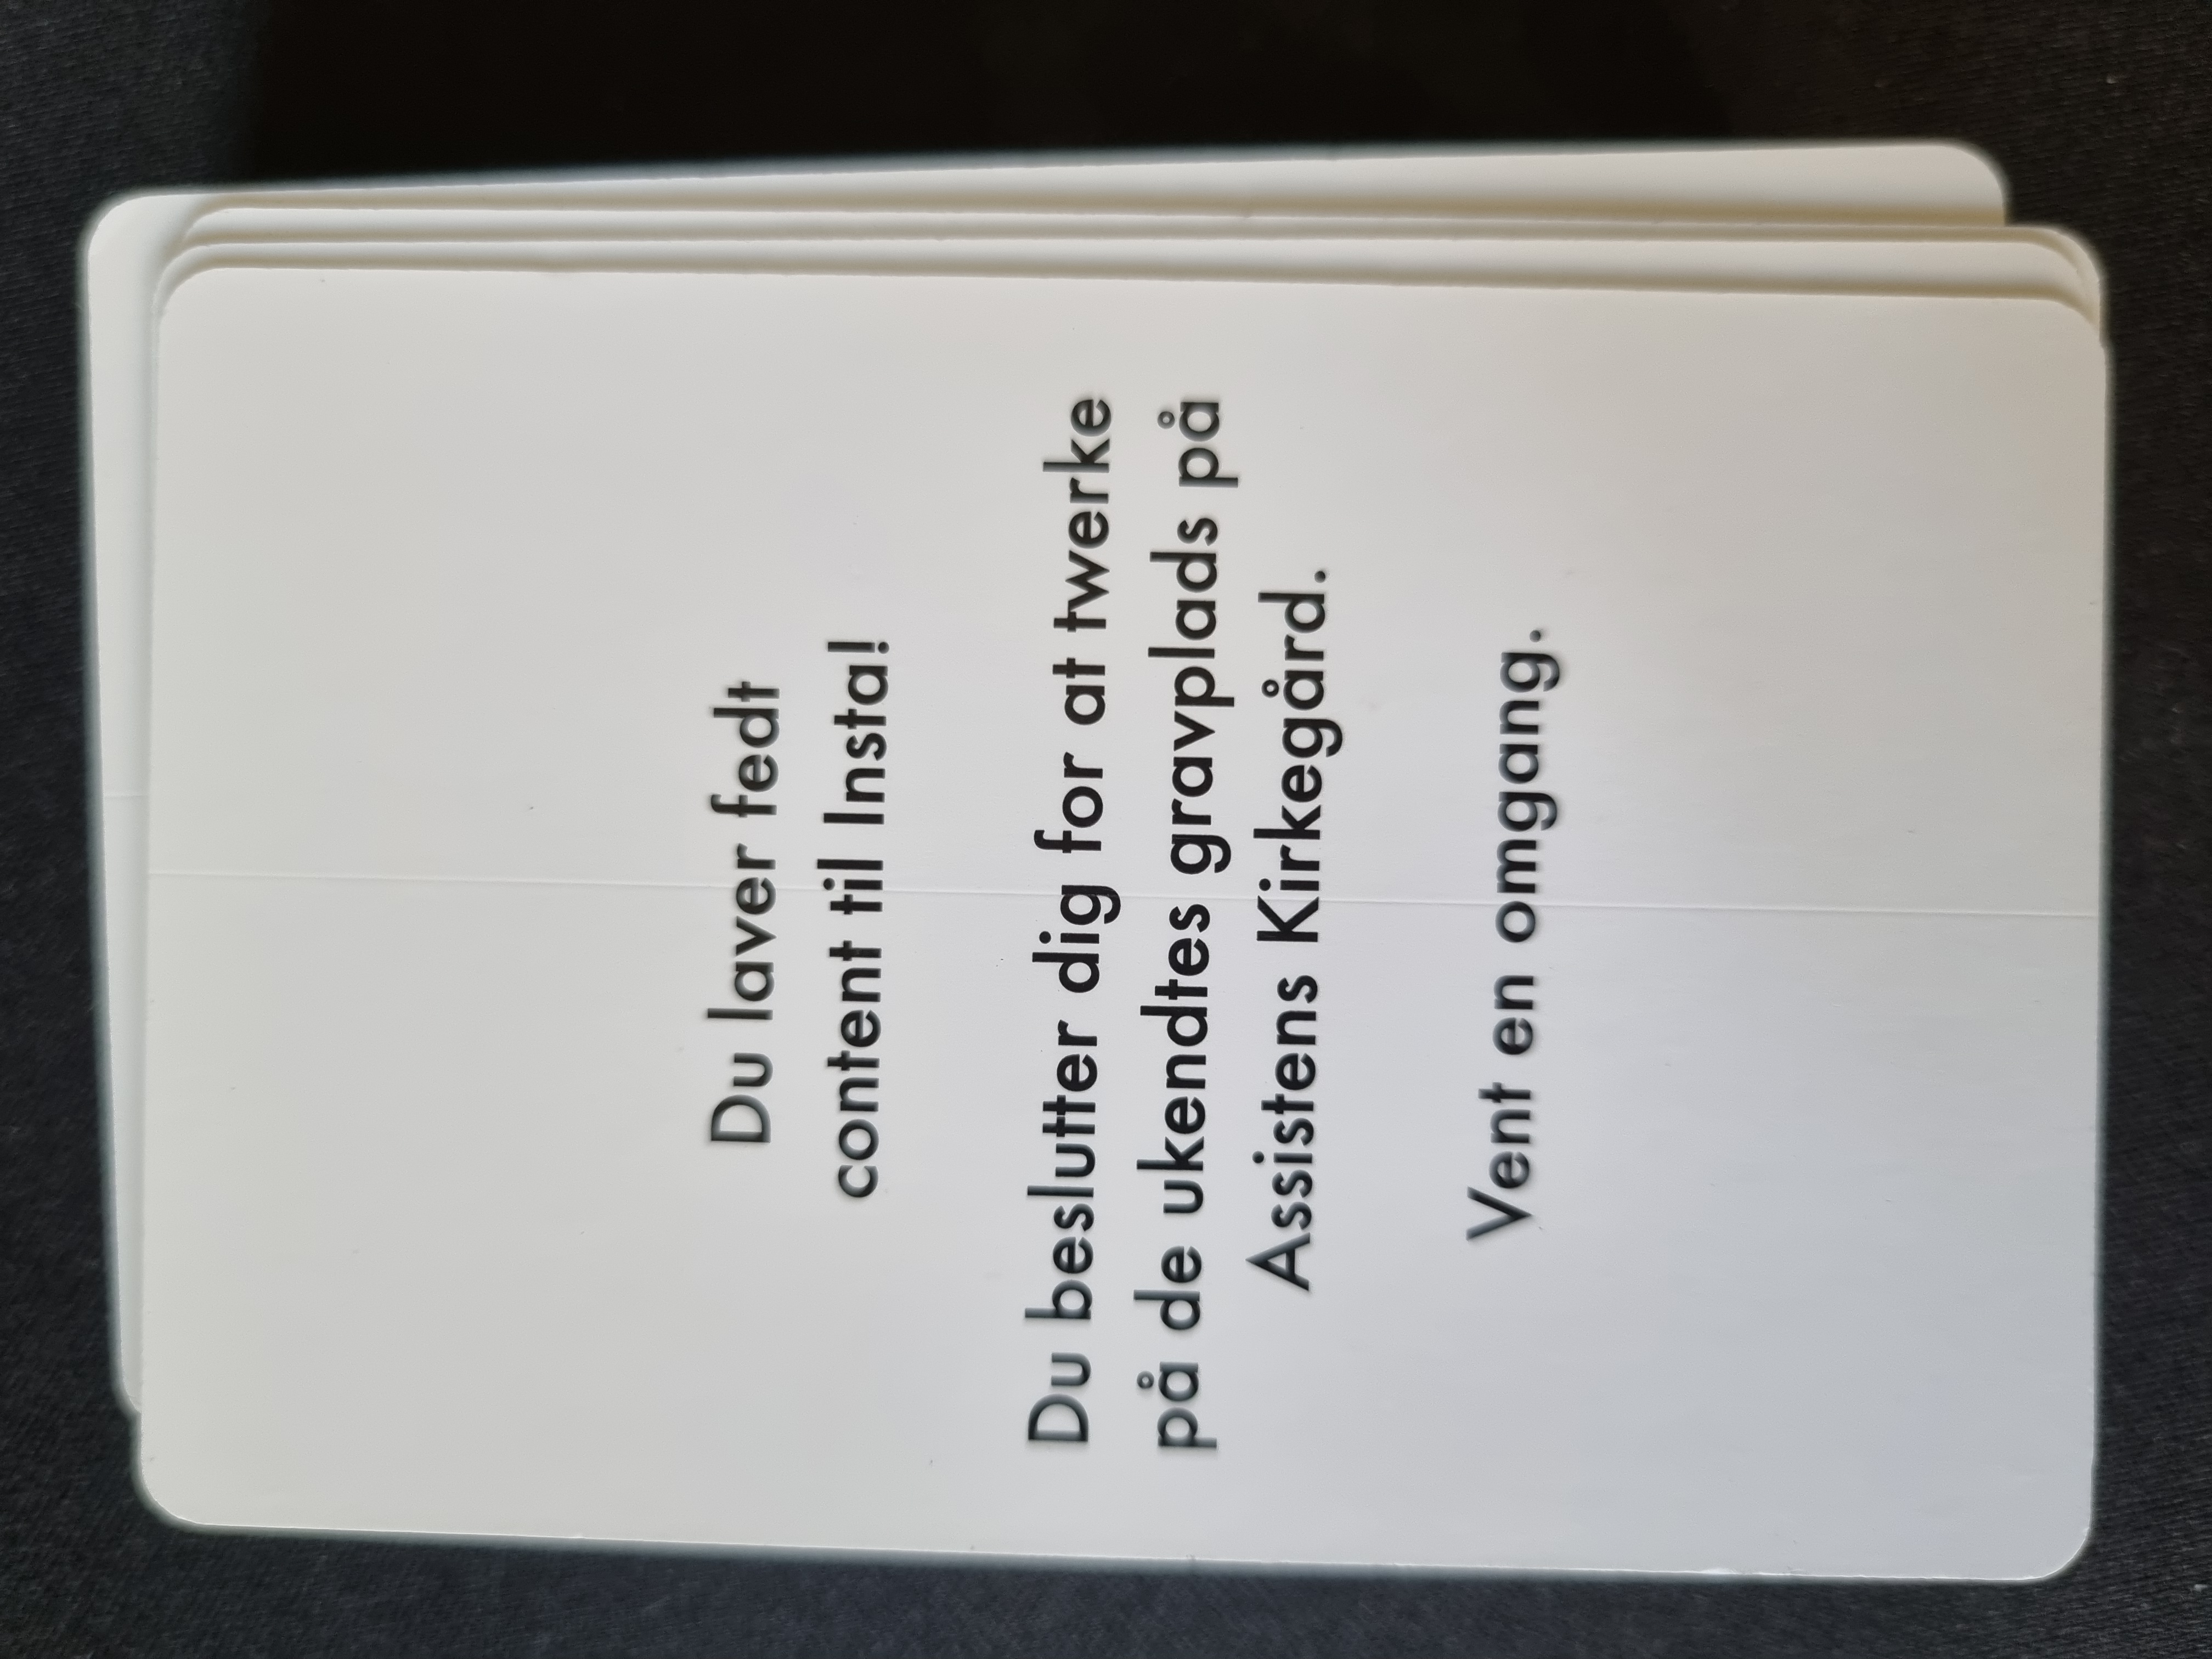 Du laver fedt
content til Insta!
Du beslutter dig for at twerke
på de ukendtes gravplads på
Assistens Kirkegård.
Vent en omgang.